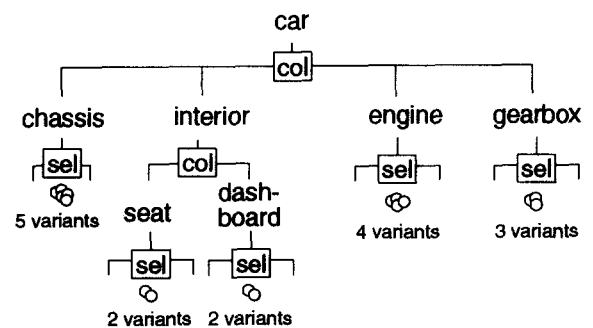 car
col
chassis
interior
engine
gearbox
sel
col
sel
sel
5 variants
seat
dash-
board
4 variants
3 variants
sel
sel
2 variants
2 variants